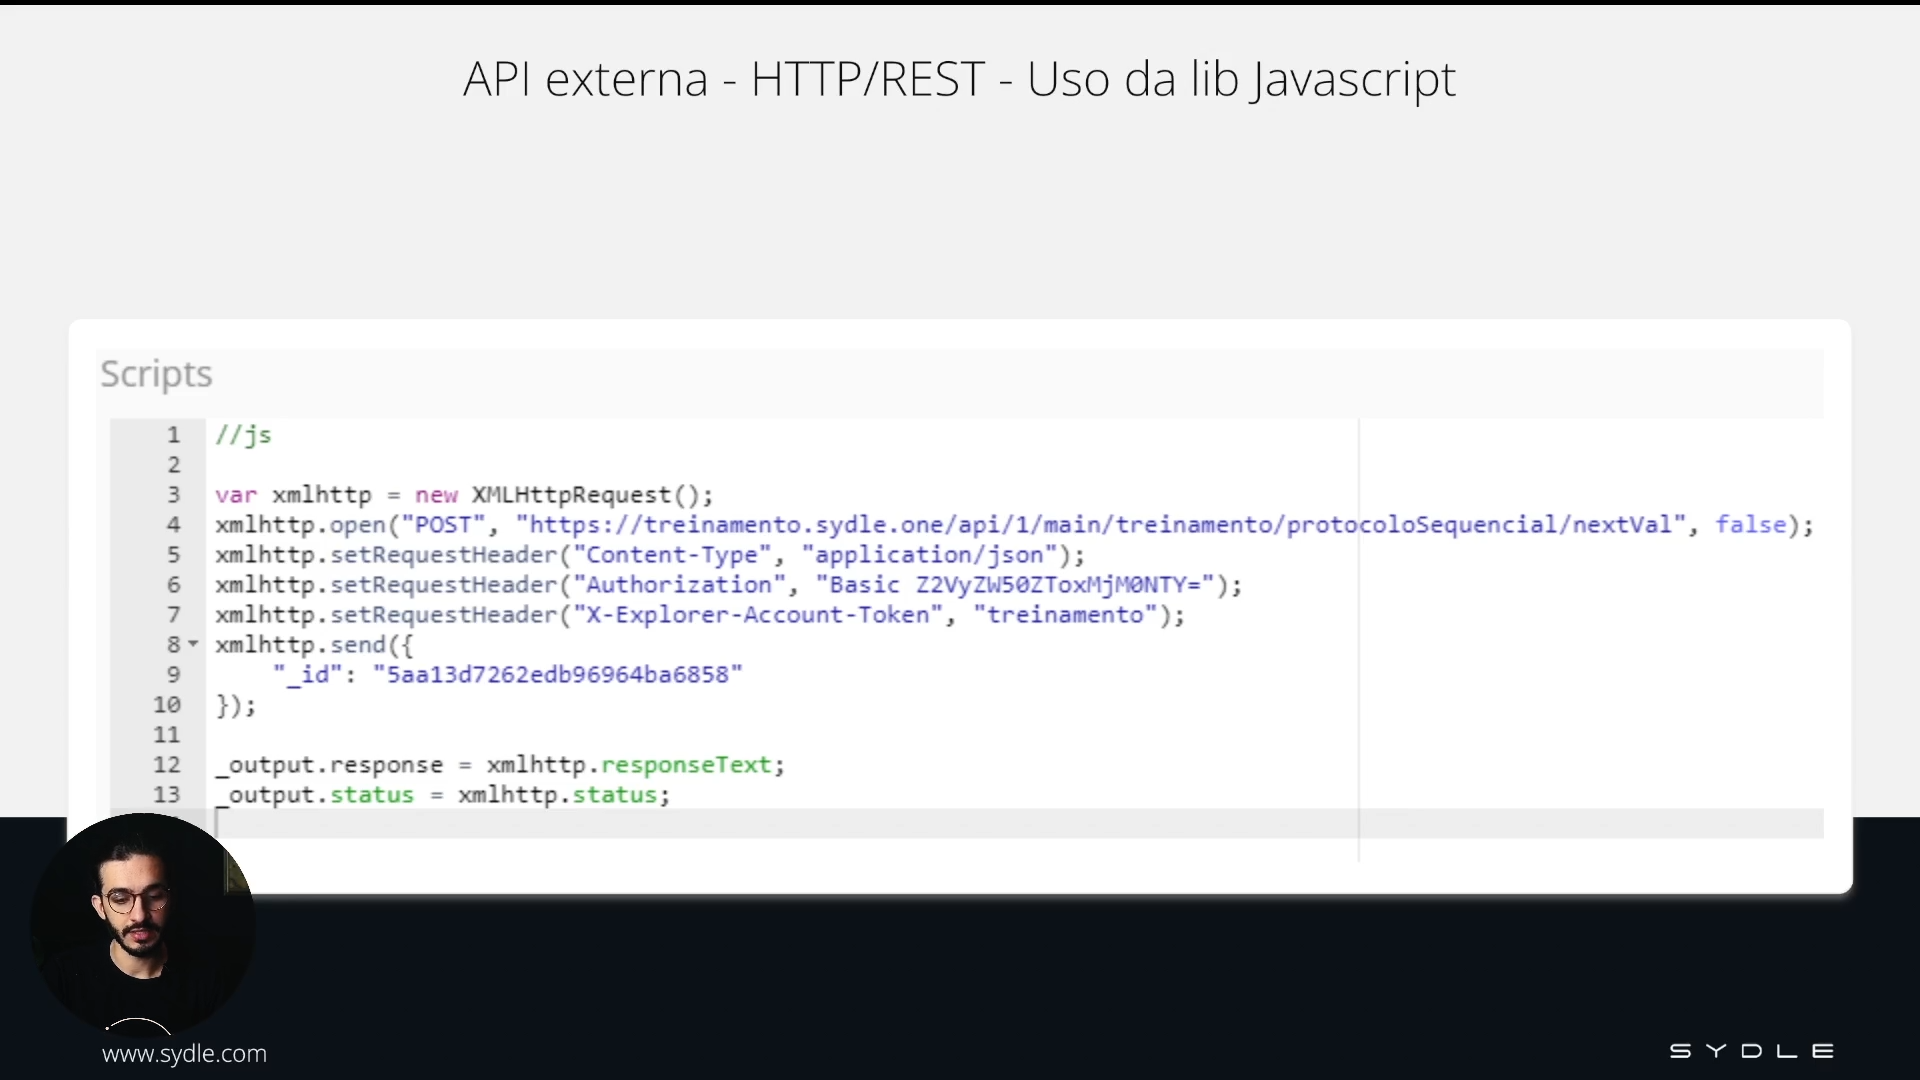 API externa - HTTP/REST - Uso da lib Javascript
Scripts
1 //js
2
3 var xmlhttp = new XMLHttpRequest();
4 xmlhttp.open("POST", "https://treinamento.sydle.one/api/1/main/treinamento/protocoloSequencial/nextVal", false);
5 xmlhttp.setRequestHeader("Content-Type", "application/json");
6 xmlhttp.setRequestHeader("Authorization", "Basic Z2VyZW50ZToxMjM0NTY=");
7 xmlhttp.setRequestHeader("X-Explorer-Account-Token", "treinamento");
8 xmlhttp.send({
9 "_id": "5aa13d7262edb96964ba6858"
10 });
11
12 _output.response = xmlhttp.responseText;
13 _output.status = xmlhttp.status;
www.sydle.com
SYDLE